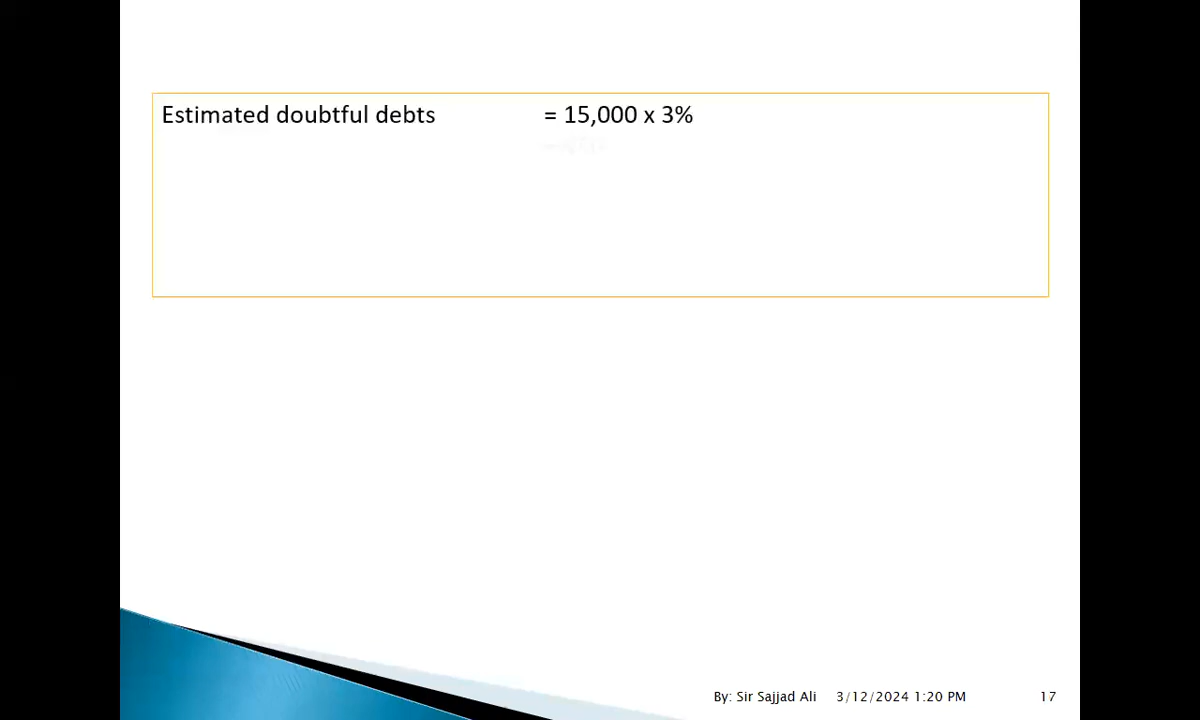 Estimated doubtful debts = 15,000 x 3%
By: Sir Sajjad Ali 3/12/2024 1:20 PM 17